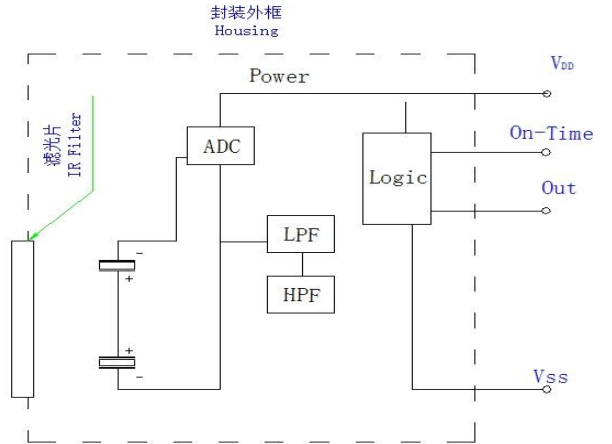 封装外框
Housing
Power
VDD
滤光片
IR Filter
ADC
On-Time
Logic
Out
LPF
HPF
Vss
-
+
+
-